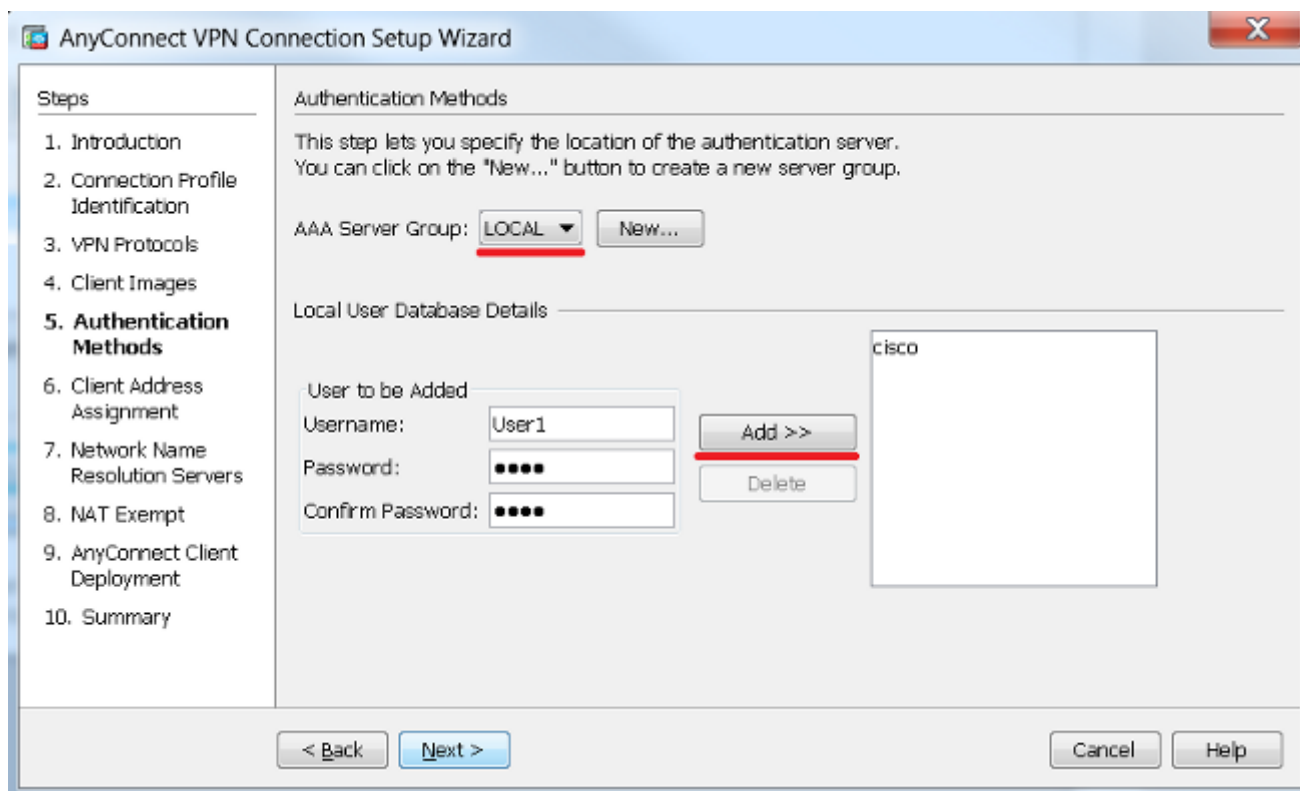 AnyConnect VPN Connection Setup Wizard
Steps
1. Introduction
2. Connection Profile
Identification
3. VPN Protocols
4. Client Images
5. Authentication
Methods
6. Client Address
Assignment
7. Network Name
Resolution Servers
8. NAT Exempt
9. AnyConnect Client
Deployment
10. Summary
Authentication Methods
This step lets you specify the location of the authentication server.
You can click on the "New..." button to create a new server group.
AAA Server Group: LOCAL New...
Local User Database Details
User to be Added
Username: User1
Password: ••••
Confirm Password: ••••
Add >>
Delete
cisco
< Back Next > Cancel Help